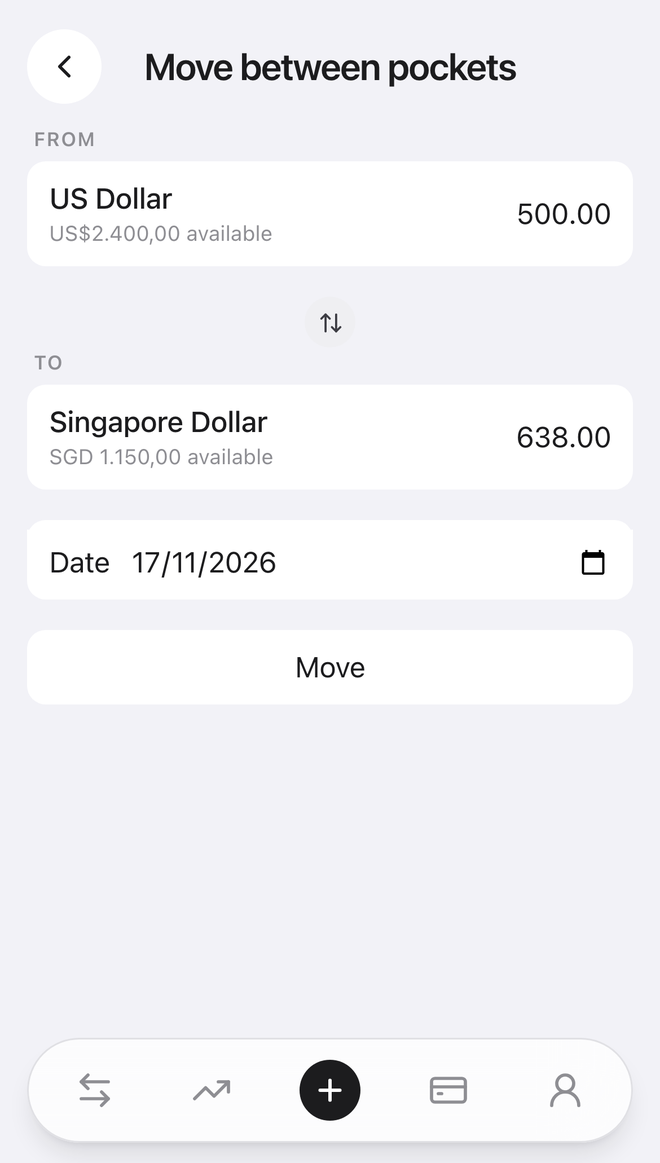 Move between pockets
FROM
US Dollar
500.00
US$2.400,00 available
TO
Singapore Dollar
638.00
SGD 1.150,00 available
Date 17/11/2026
Move